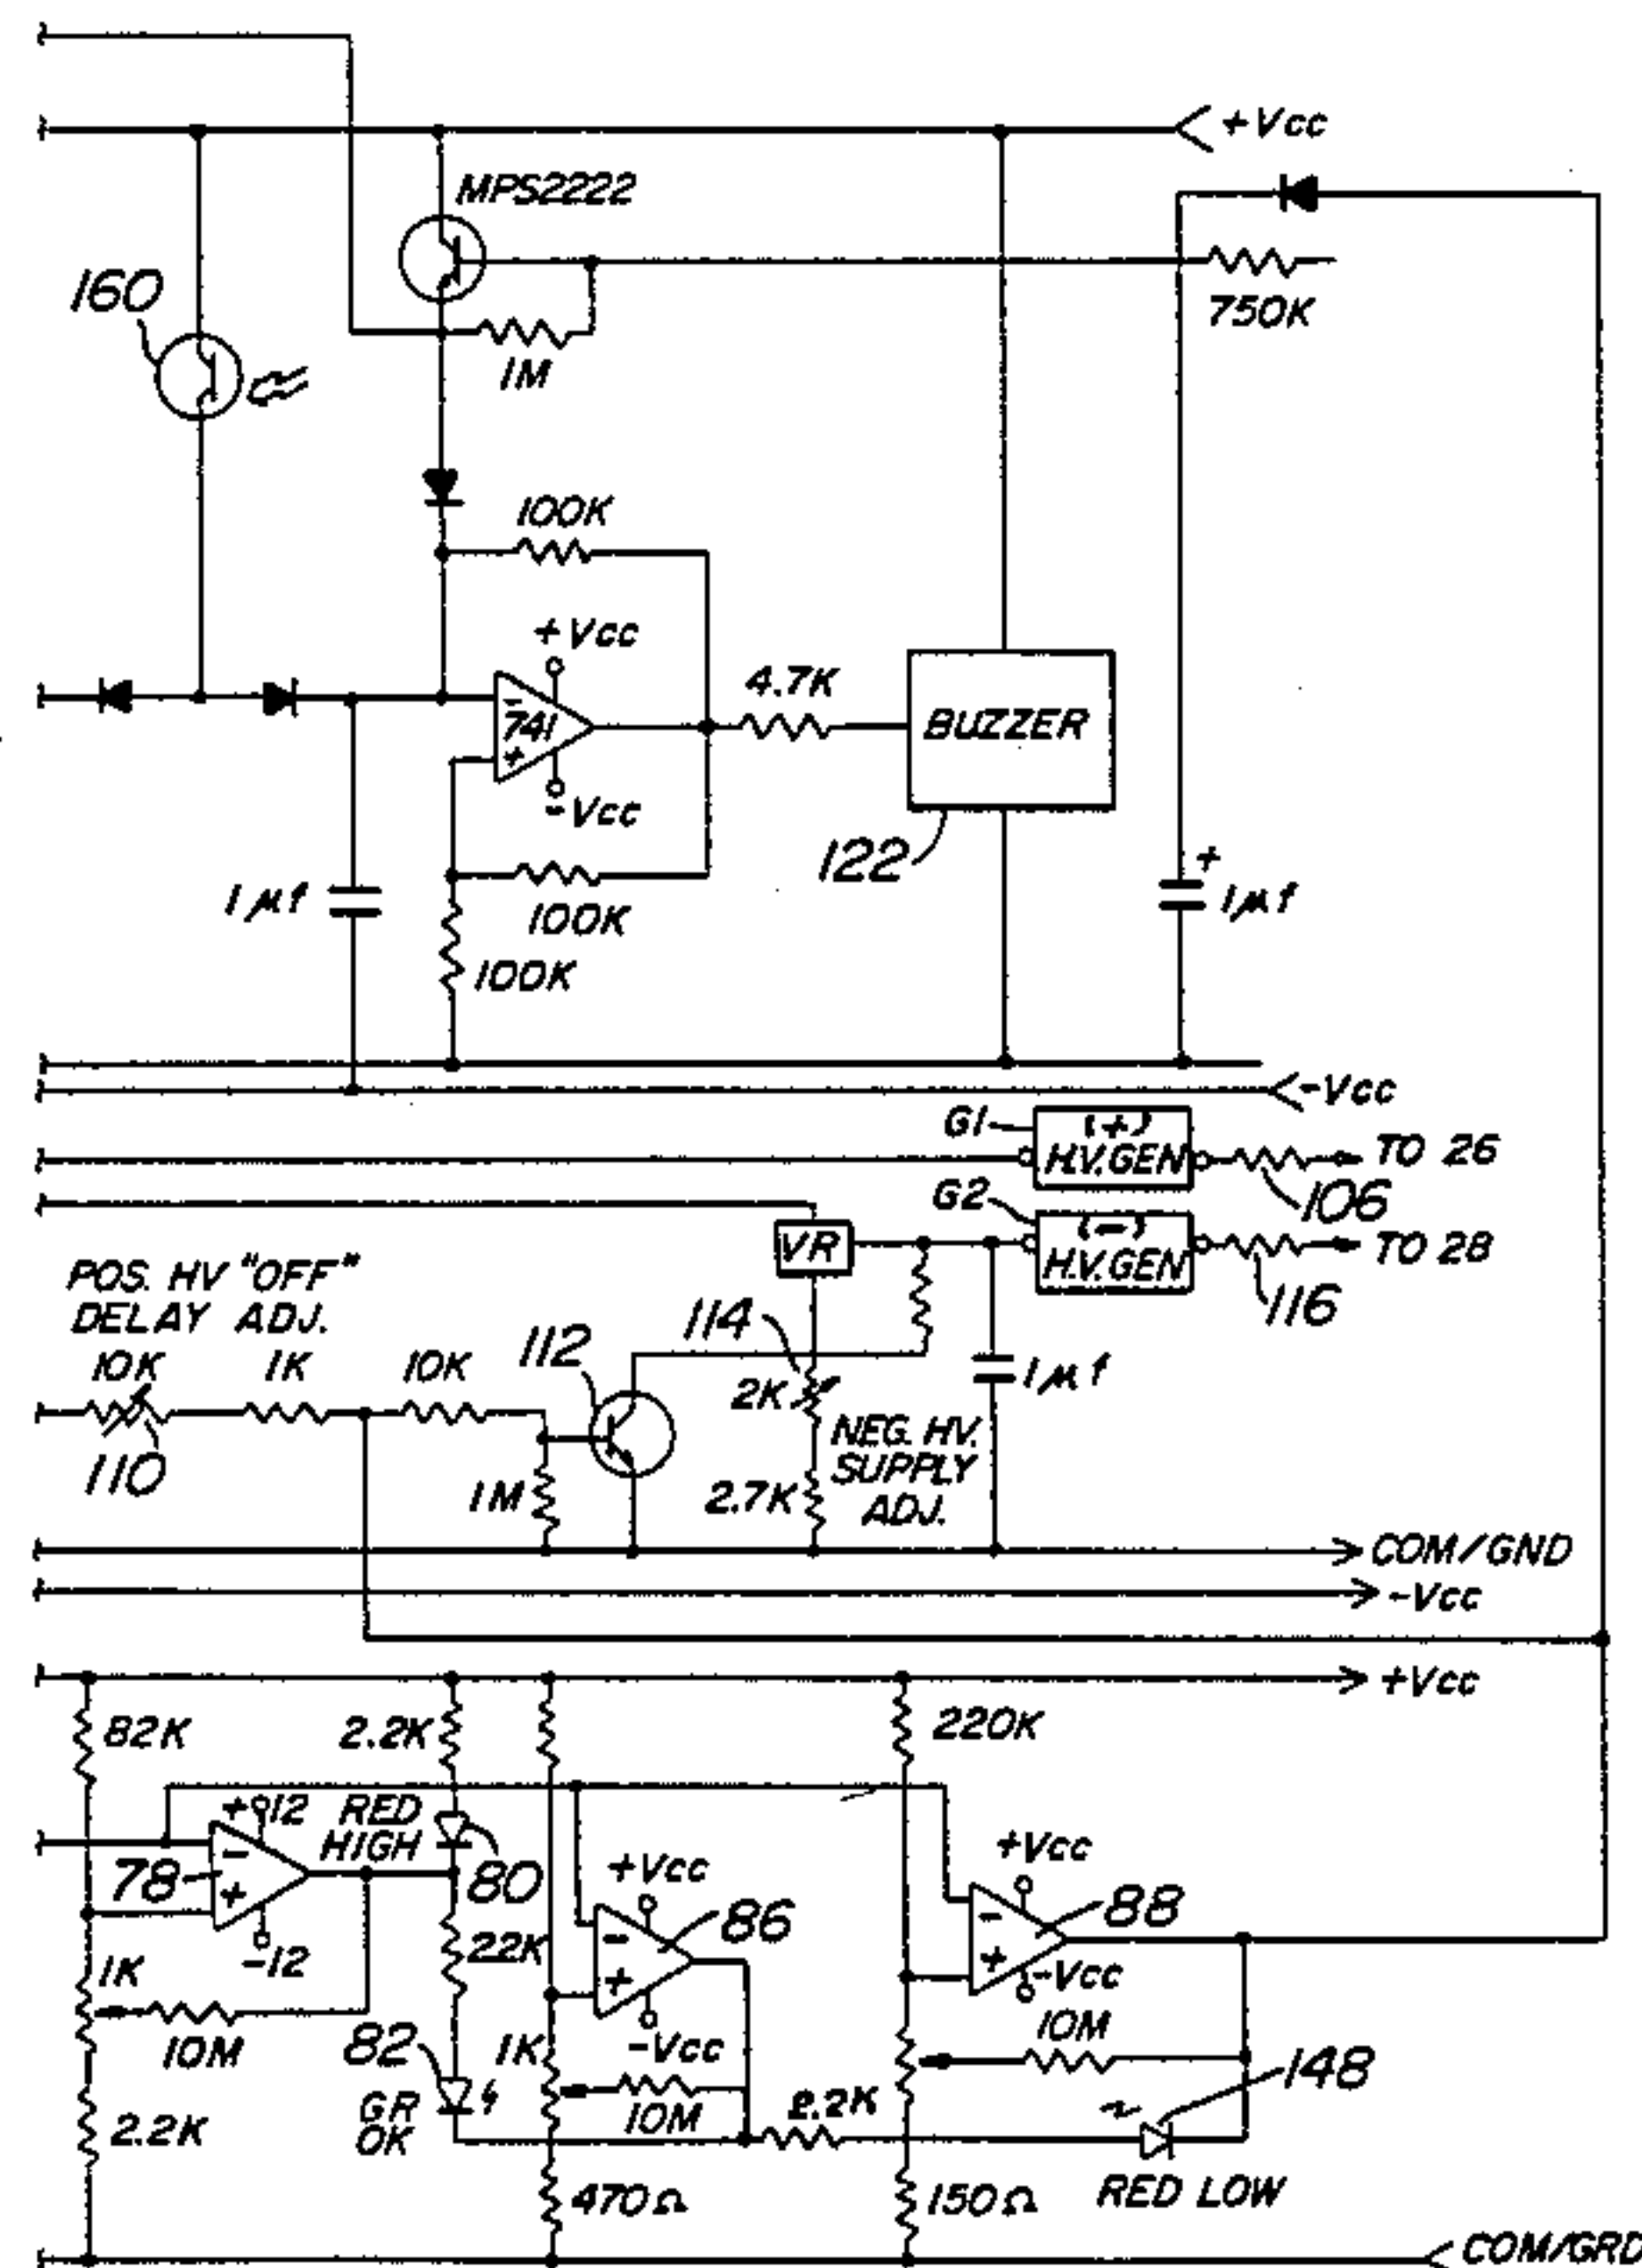 +Vcc
MPS2222
160
750K
1M
100K
+Vcc
4.7K
-
741
+
BUZZER
-Vcc
122
+
1μf
1μf
100K
100K
-Vcc
G1
(+)
H.V.GEN
TO 26
106
G2
(-)
H.V.GEN
VR
TO 28
116
POS. HV "OFF"
DELAY ADJ.
114
112
10K
1K
10K
2K
1μf
NEG. HV.
SUPPLY
ADJ.
110
1M
2.7K
COM/GND
-Vcc
+Vcc
82K
2.2K
220K
+12
RED
HIGH
-
78
+
80
+Vcc
+Vcc
86
88
-
+
-
+
-12
22K
1K
-Vcc
10M
10M
82
1K
-Vcc
148
GR
OK
10M
2.2K
2.2K
470Ω
150Ω
RED LOW
COM/GRD